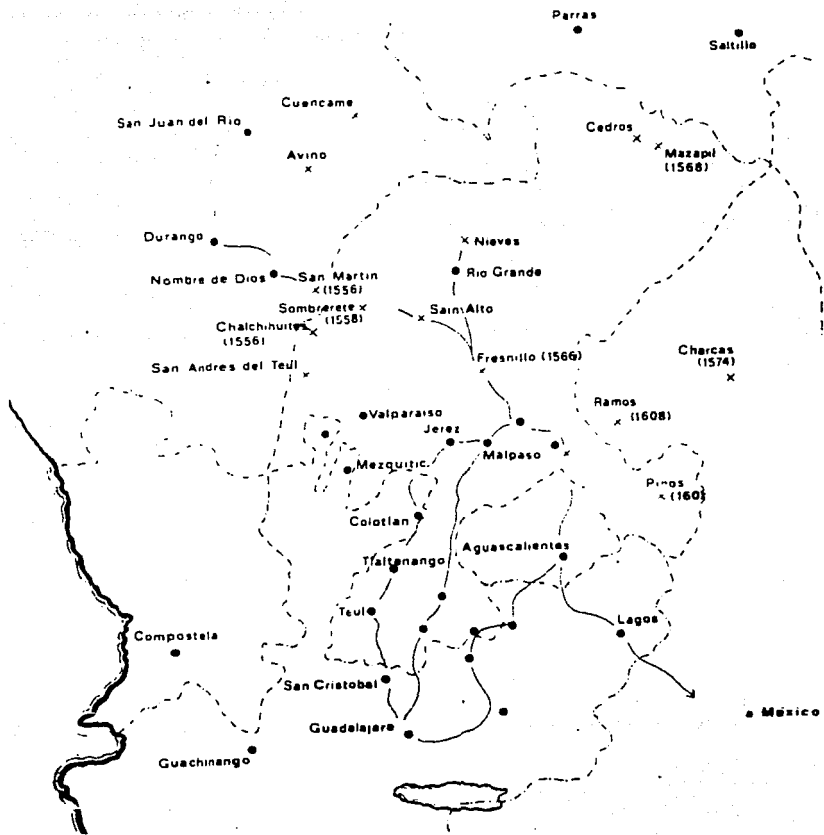 Parras
Saltillo
Cuencame
San Juan del Rio
Cedros
Avino
Mazapil
(1568)
Durango
Nieves
Nombre de Dios
San Martin
(1556)
Rio Grande
Sombrerete
(1558)
Sain Alto
Chalchihuites
(1556)
San Andres del Teul
Fresnillo (1566)
Charcas
(1574)
Ramos
(1608)
Valparaiso
Jerez
Malpaso
Mezquitic
Pinos
(160
Colotlan
Aguascalientes
Tlaltenango
Teul
Lagos
Compostela
San Cristobal
Guadalajara
a Mexico
Guachinango